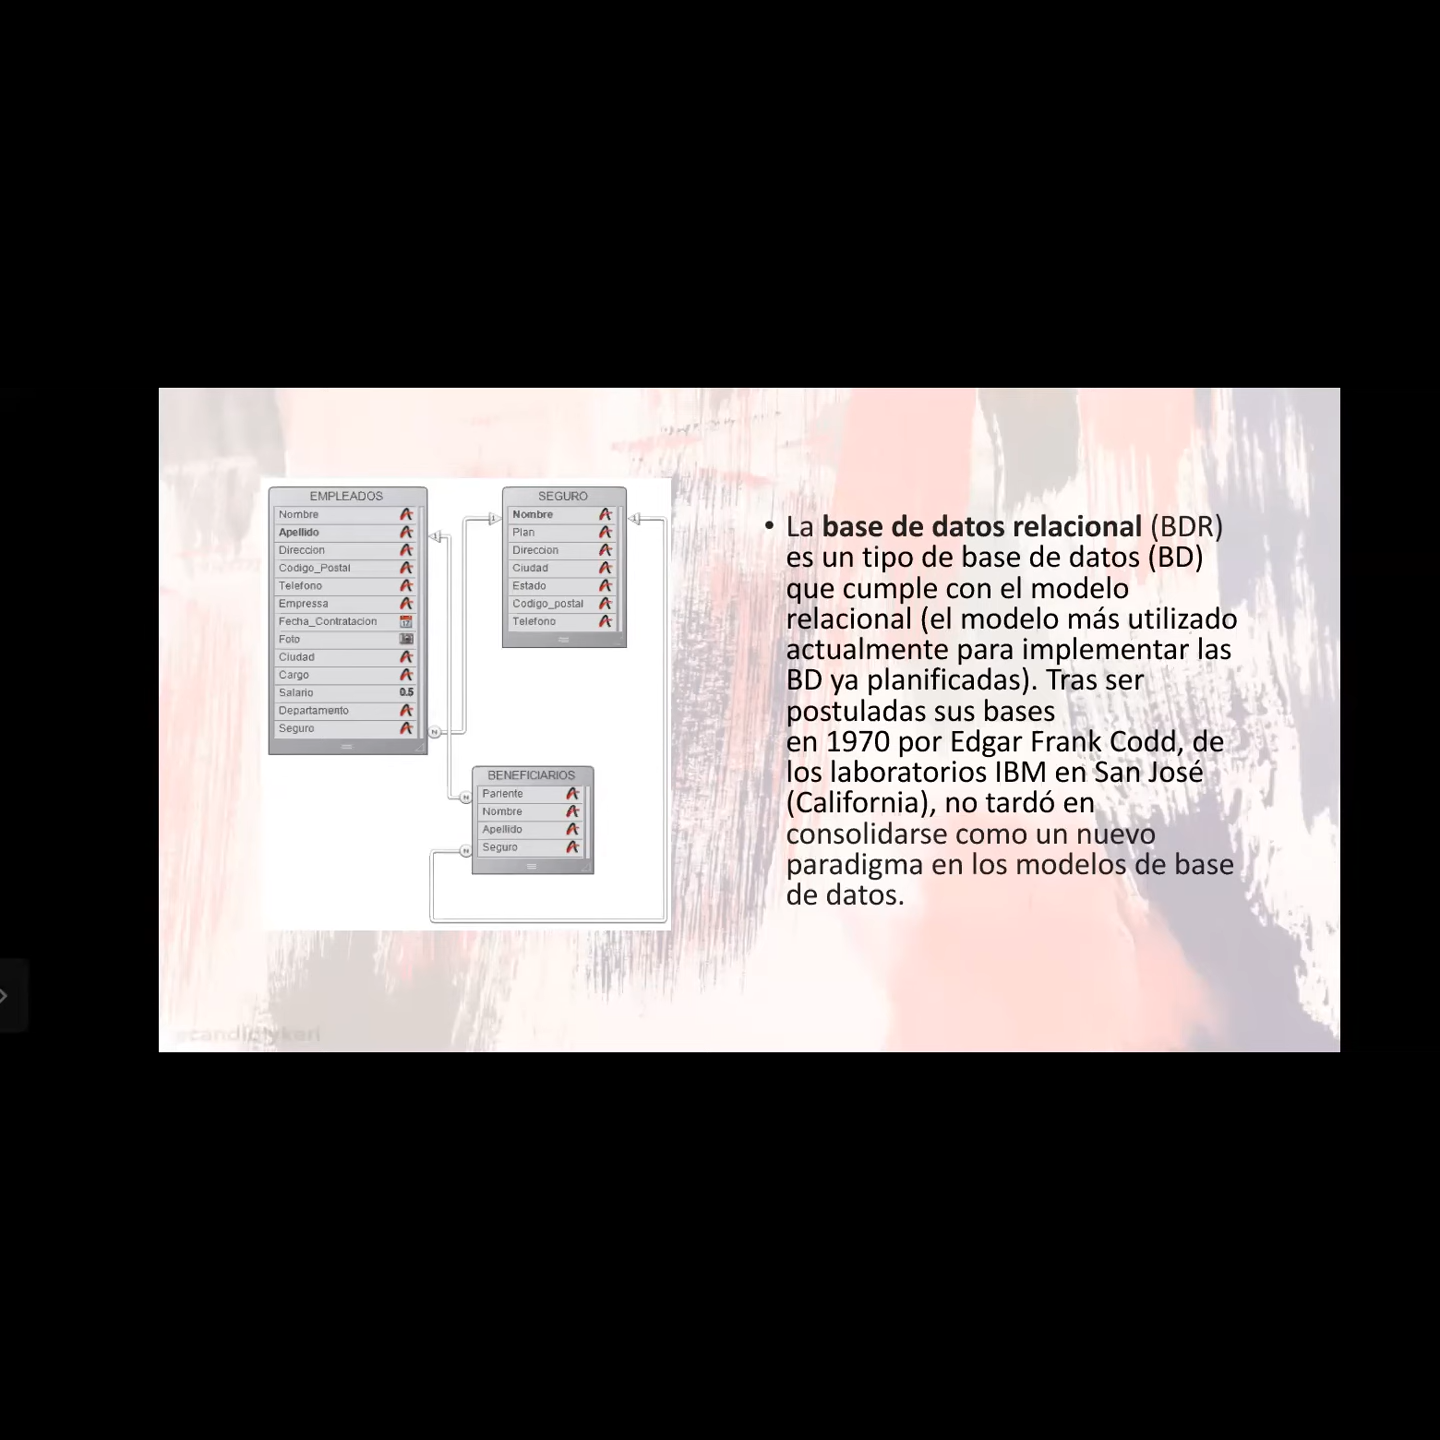 EMPLEADOS
Nombre
Apellido
Direccion
Codigo_Postal
Telefono
Empressa
Fecha_Contratacion
17
Foto
Ciudad
Cargo
Salario 0.5
Departamento
Seguro
SEGURO
Nombre
Plan
Direccion
Ciudad
Estado
Codigo_postal
Telefono
BENEFICIARIOS
Pariente
Nombre
Apellido
Seguro
• La base de datos relacional (BDR)
es un tipo de base de datos (BD)
que cumple con el modelo
relacional (el modelo más utilizado
actualmente para implementar las
BD ya planificadas). Tras ser
postuladas sus bases
en 1970 por Edgar Frank Codd, de
los laboratorios IBM en San José
(California), no tardó en
consolidarse como un nuevo
paradigma en los modelos de base
de datos.